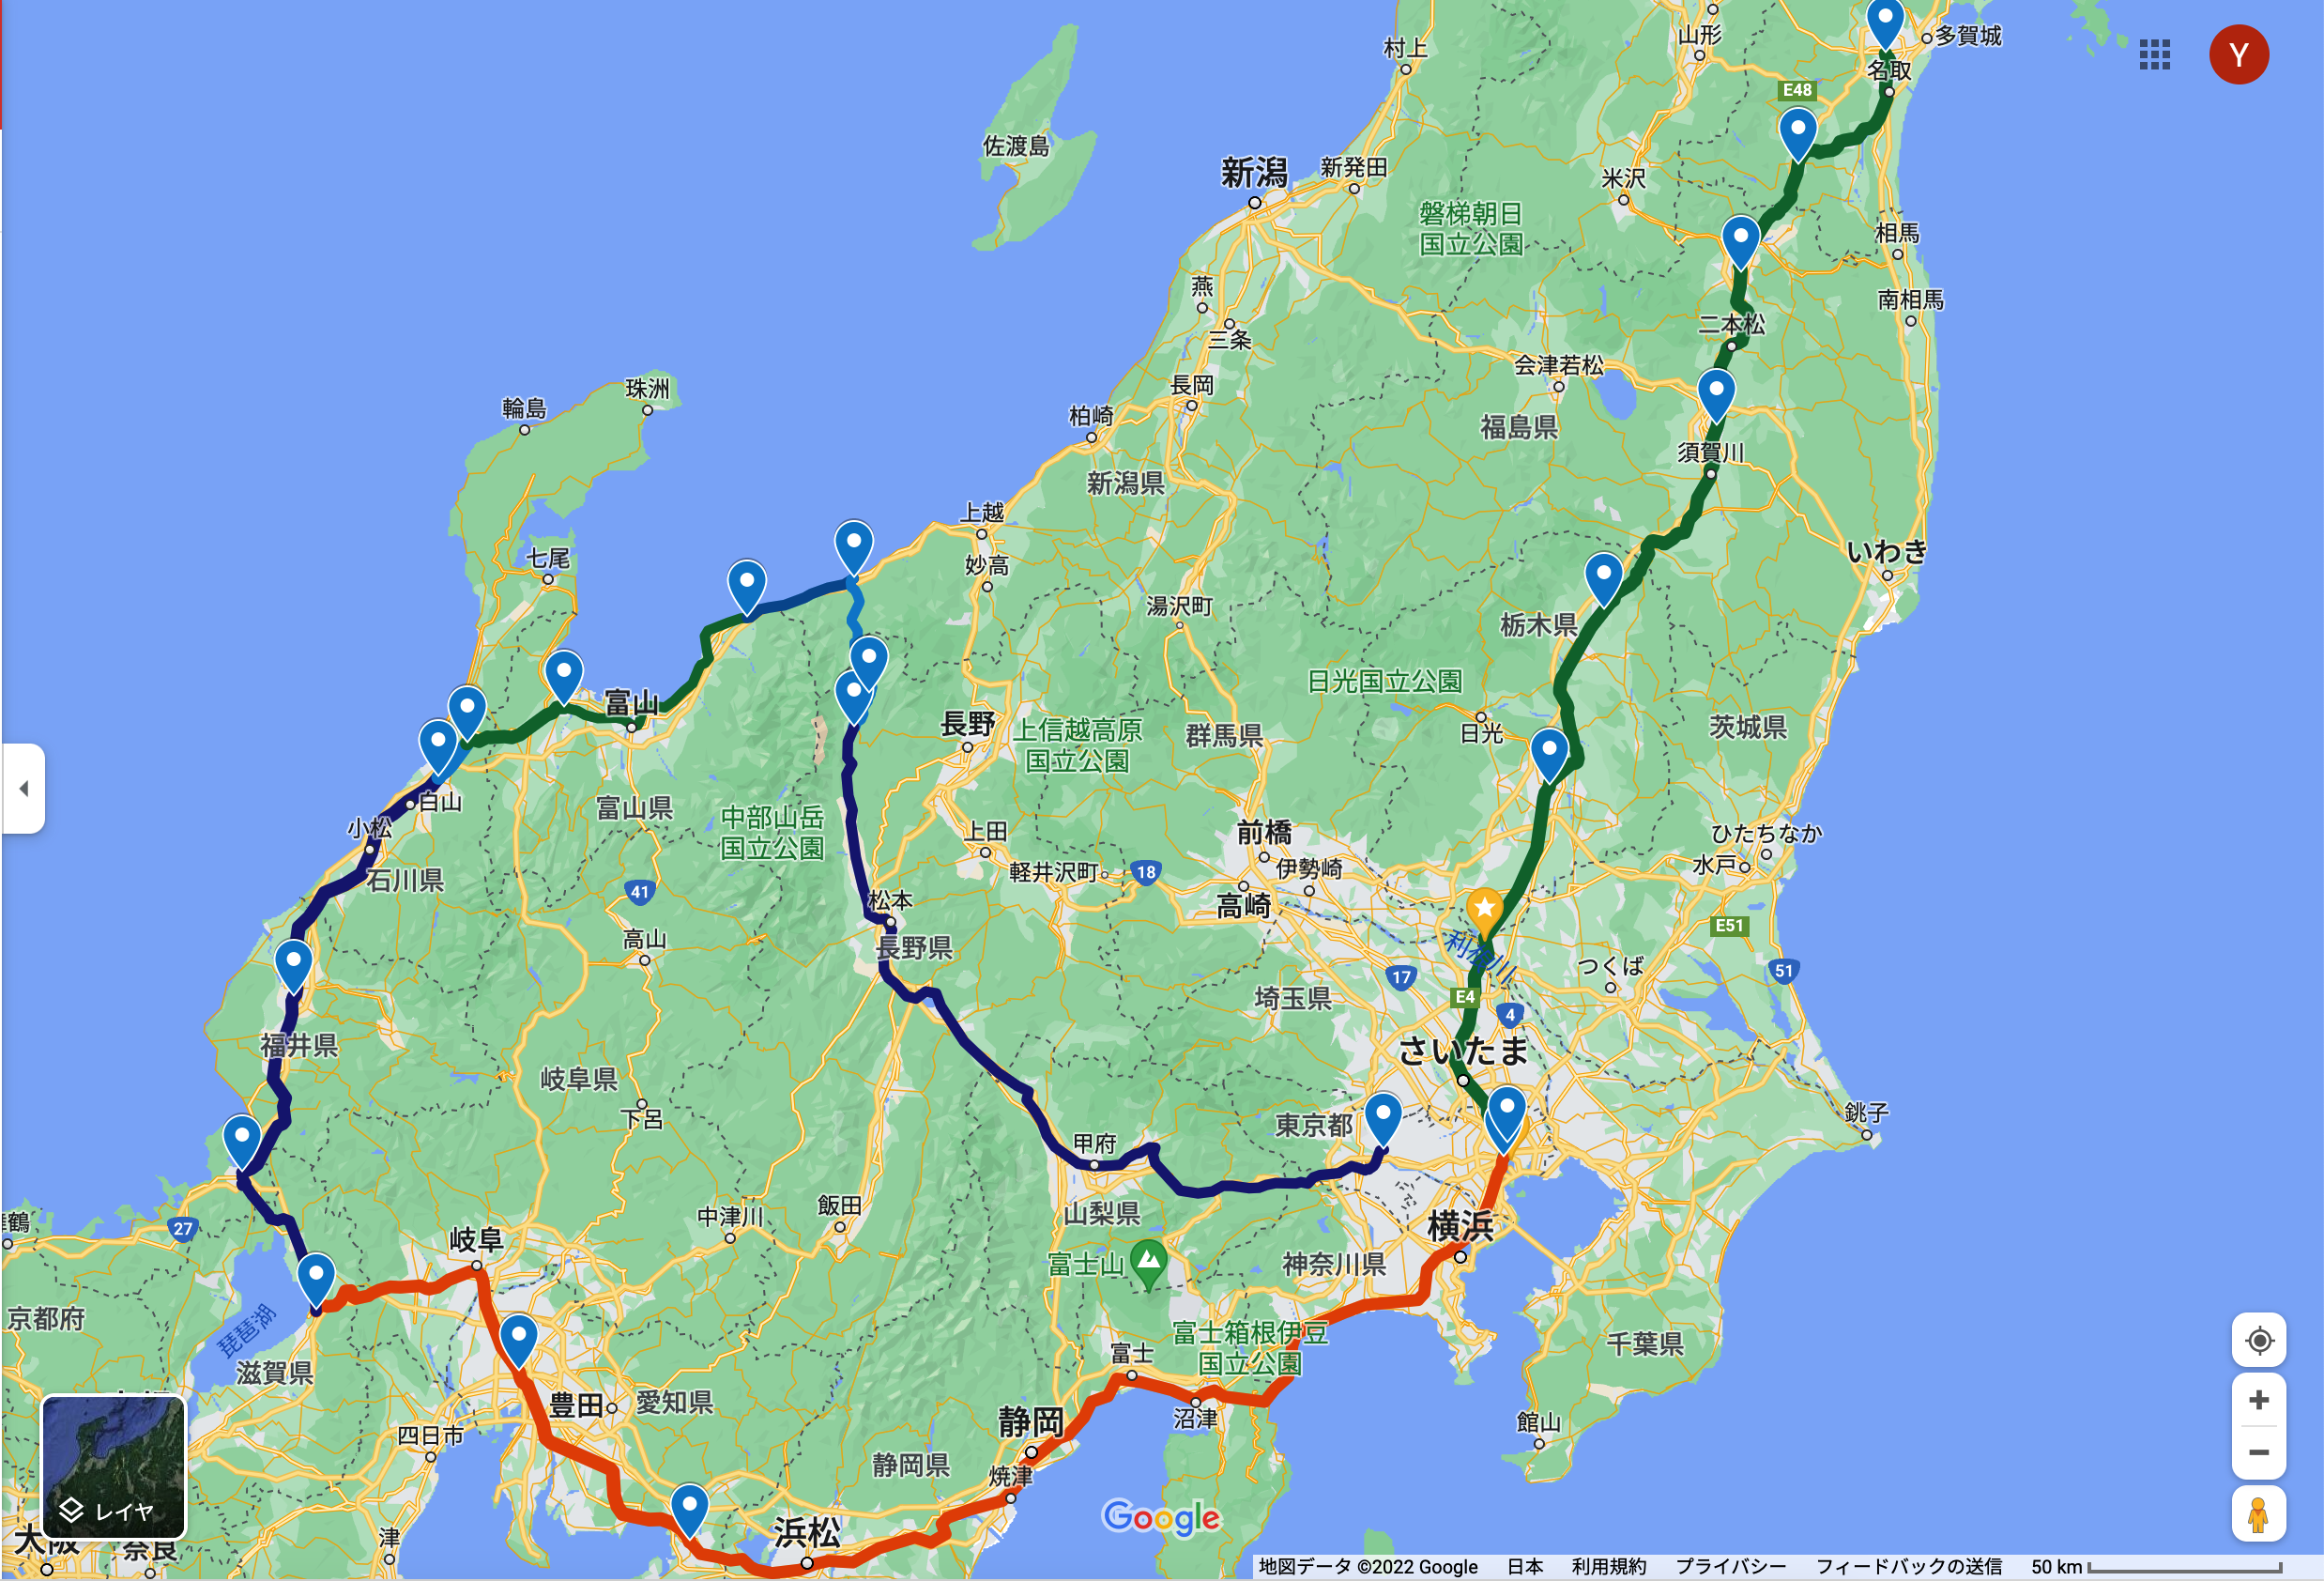 村上
山形
多賀城
Y
名取
E48
佐渡島
新潟
新発田
米沢
磐梯朝日
国立公園
相馬
燕
南相馬
三条
二本松
会津若松
珠洲
長岡
輪島
柏崎
福島県
須賀川
新潟県
上越
いわき
七尾
妙高
湯沢町
栃木県
日光国立公園
富山
長野
上信越高原
国立公園
群馬県
日光
茨城県
白山
富山県
小松
中部山岳
国立公園
上田
前橋
ひたちなか
水戸
石川県
41
軽井沢町
18
伊勢崎
松本
高崎
E51
高山
長野県
利根川
17
つくば
51
埼玉県
E4
4
福井県
さいたま
岐阜県
下呂
東京都
銚子
甲府
飯田
中津川
山梨県
27
岐阜
横浜
富士山
神奈川県
京都府
琵琶湖
富士箱根伊豆
国立公園
富士
千葉県
滋賀県
豊田
愛知県
沼津
静岡
館山
四日市
静岡県
焼津
レイヤ
Google
浜松
津
大阪
奈良
地図データ ©2022 Google 日本 利用規約 プライバシー フィードバックの送信 50 km